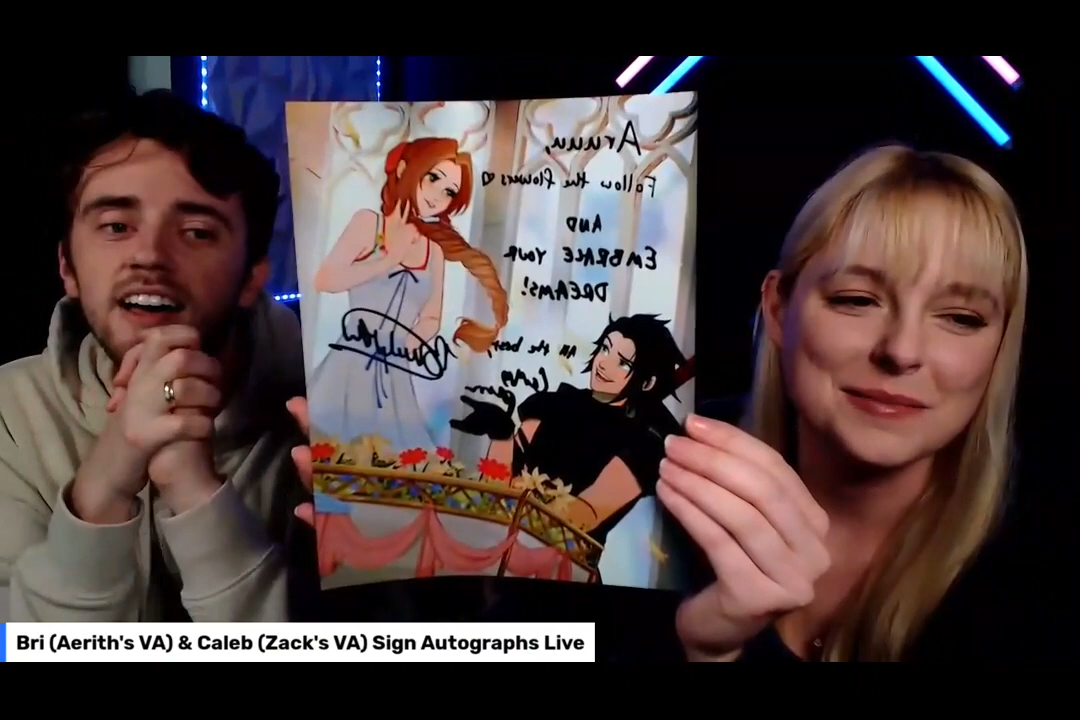 Aruuu,
Follow the flowers ♡
AND
EMBRACE YOUR
DREAMS!
All the best,
Bri (Aerith's VA) & Caleb (Zack's VA) Sign Autographs Live